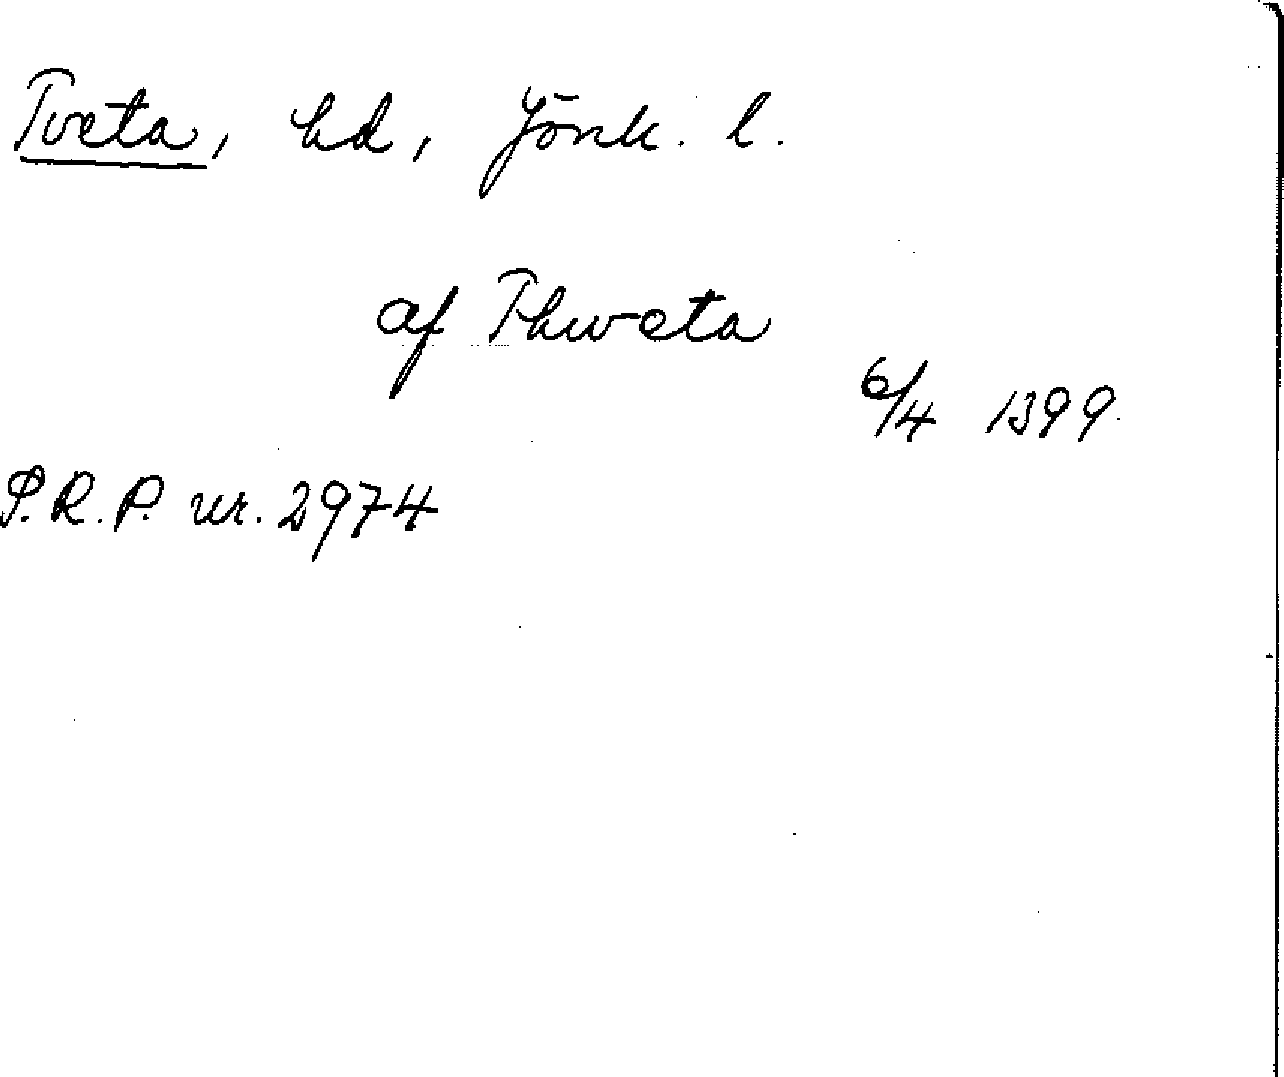 Tveta, hd, Jönk. l.
af Thweta
6/4 1399
P.R.P. nr. 2974